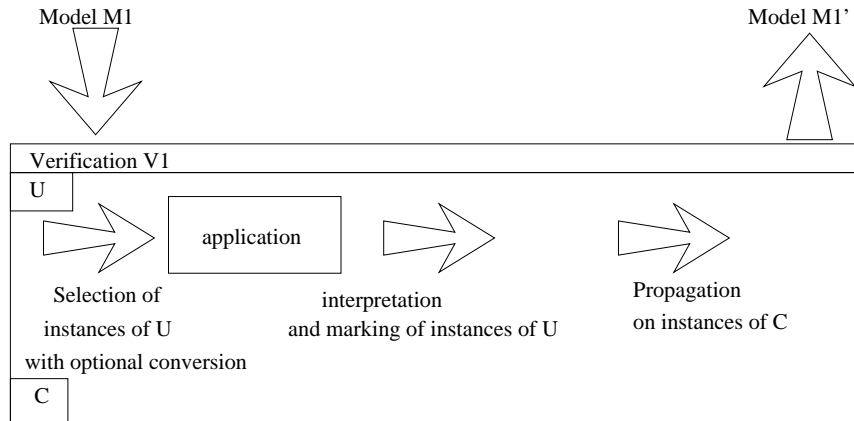 Model M1
Model M1’
Verification V1
U
application
Selection of
instances of U
with optional conversion
interpretation
and marking of instances of U
Propagation
on instances of C
C